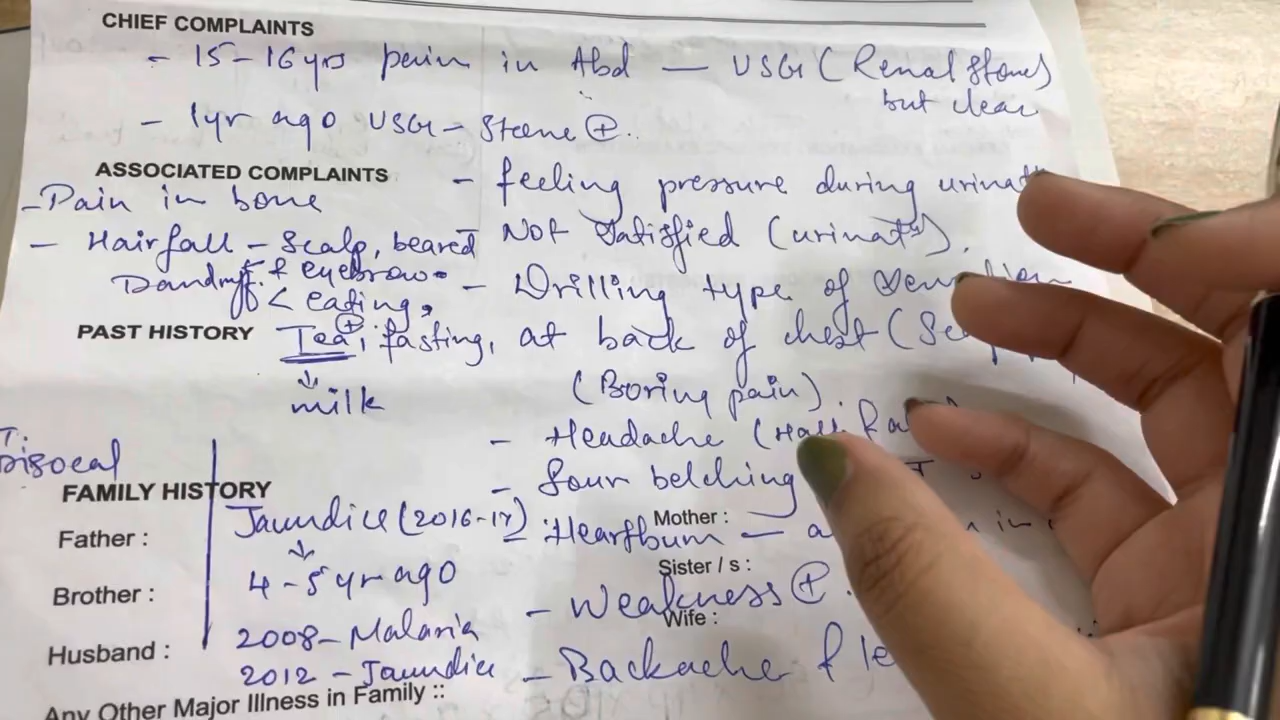 CHIEF COMPLAINTS
- 15-16 yrs pain in Abd — USG (Renal stone)
but clear
- 1yr ago USG - Stone ⊕.
ASSOCIATED COMPLAINTS
- feeling pressure during
- Pain in bone
NOT satisfied (urinatn).
- Hairfall - Scalp, beared
Dandruff. & eyebrow
- Drilling type of
< eating,
PAST HISTORY
Tea, fasting,
⊕
at back of chest
milk
(Boring pain).
- Headache
- Sour belching
FAMILY HISTORY
Jaundice (2016-17)
Father :
Mother :
- Heartburn —
4-5 yr ago
Sister / s :
Brother :
- Weakness ⊕.
Wife :
2008 - Malaria
Husband :
2012 - Jaundice
- Backache
Any Other Major Illness in Family ::